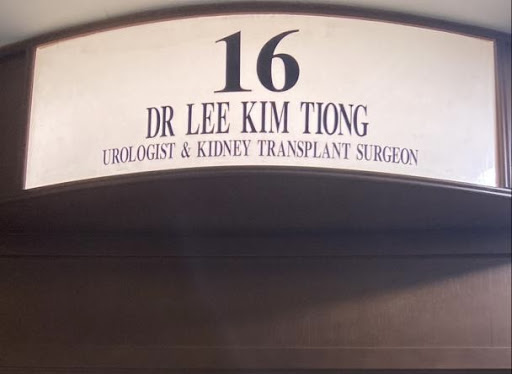 16
DR LEE KIM TIONG
UROLOGIST & KIDNEY TRANSPLANT SURGEON